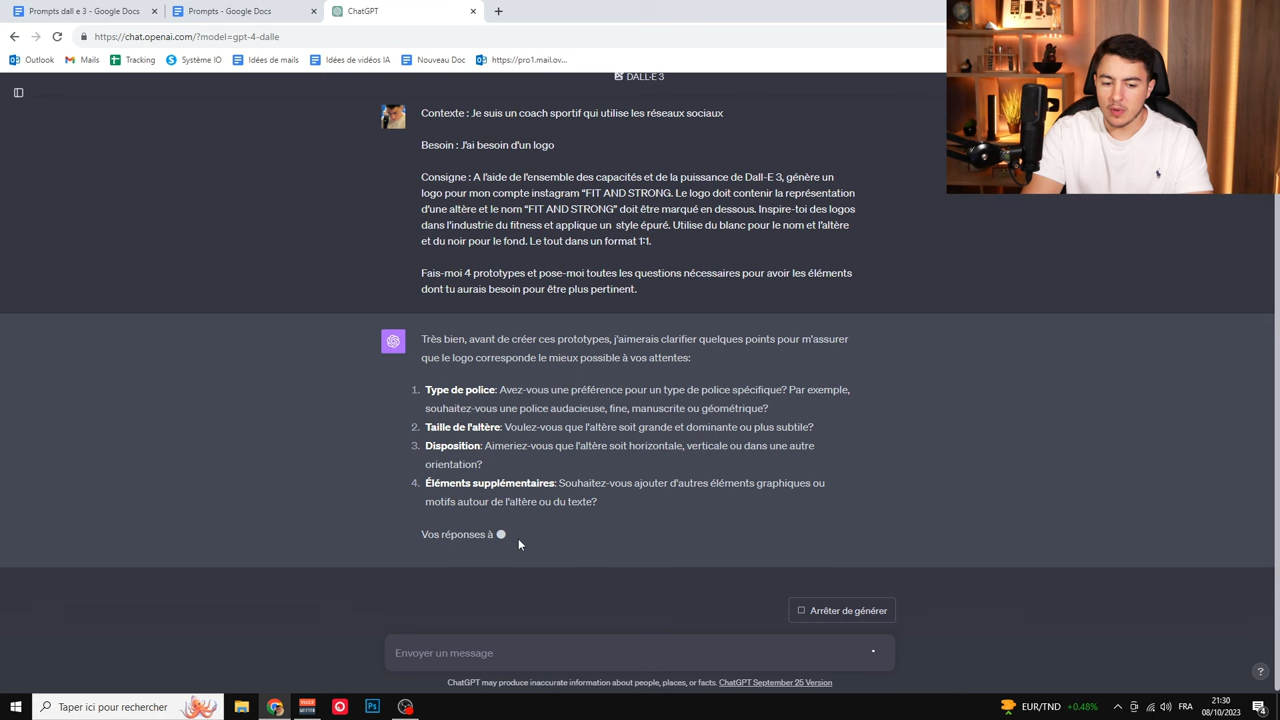 Prompts dall e 3 - Google Docs
Prompts - Google Docs
ChatGPT
https://chat.openai.com/?model=gpt-4-dalle
Outlook
Mails
Tracking
Système IO
Idées de mails
Idées de vidéos IA
Nouveau Doc
https://pro1.mail.ov...
DALL-E 3
Contexte : Je suis un coach sportif qui utilise les réseaux sociaux
Besoin : J'ai besoin d'un logo
Consigne : A l'aide de l'ensemble des capacités et de la puissance de Dall-E 3, génère un
logo pour mon compte instagram "FIT AND STRONG. Le logo doit contenir la représentation
d'une altère et le nom "FIT AND STRONG" doit être marqué en dessous. Inspire-toi des logos
dans l'industrie du fitness et applique un style épuré. Utilise du blanc pour le nom et l'altère
et du noir pour le fond. Le tout dans un format 1:1.
Fais-moi 4 prototypes et pose-moi toutes les questions nécessaires pour avoir les éléments
dont tu aurais besoin pour être plus pertinent.
Très bien, avant de créer ces prototypes, j'aimerais clarifier quelques points pour m'assurer
que le logo corresponde le mieux possible à vos attentes:
1. Type de police: Avez-vous une préférence pour un type de police spécifique? Par exemple,
souhaitez-vous une police audacieuse, fine, manuscrite ou géométrique?
2. Taille de l'altère: Voulez-vous que l'altère soit grande et dominante ou plus subtile?
3. Disposition: Aimeriez-vous que l'altère soit horizontale, verticale ou dans une autre
orientation?
4. Éléments supplémentaires: Souhaitez-vous ajouter d'autres éléments graphiques ou
motifs autour de l'altère ou du texte?
Vos réponses à
Arrêter de générer
Envoyer un message
ChatGPT may produce inaccurate information about people, places, or facts. ChatGPT September 25 Version
?
Taper ici pour rechercher
Ps
EUR/TND +0.48%
FRA
21:30
08/10/2023